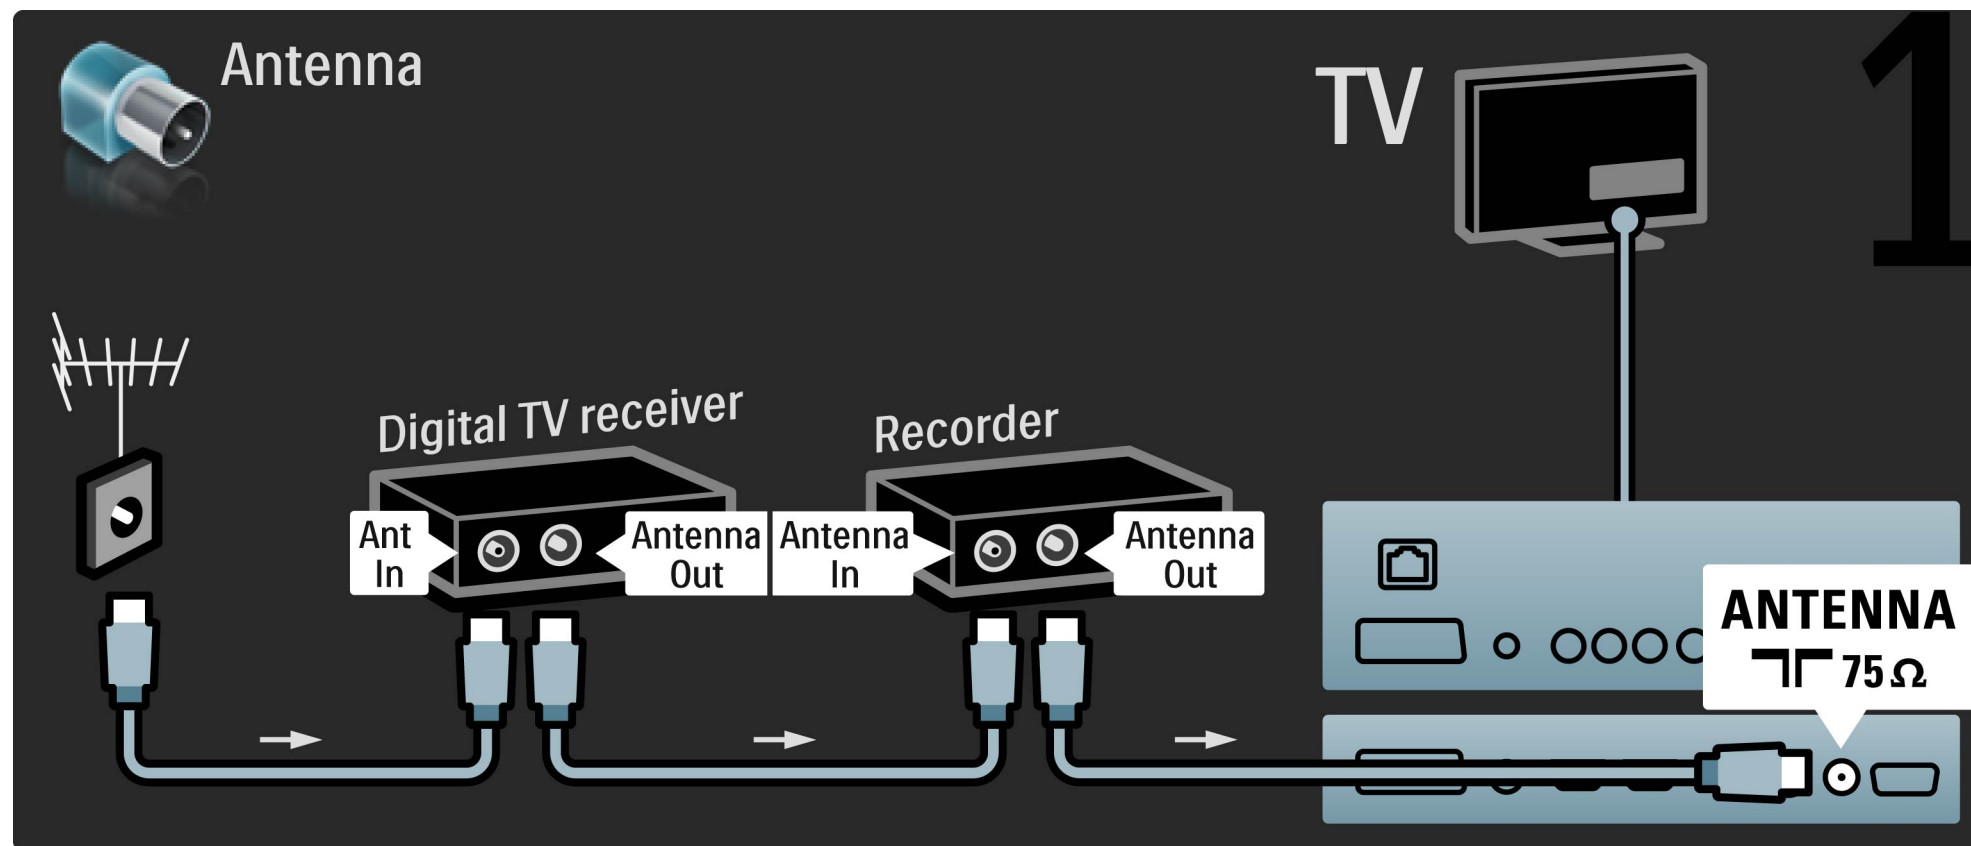 Antenna
TV
1
Digital TV receiver
Recorder
Ant
In
Antenna
Out
Antenna
In
Antenna
Out
ANTENNA
75 Ω